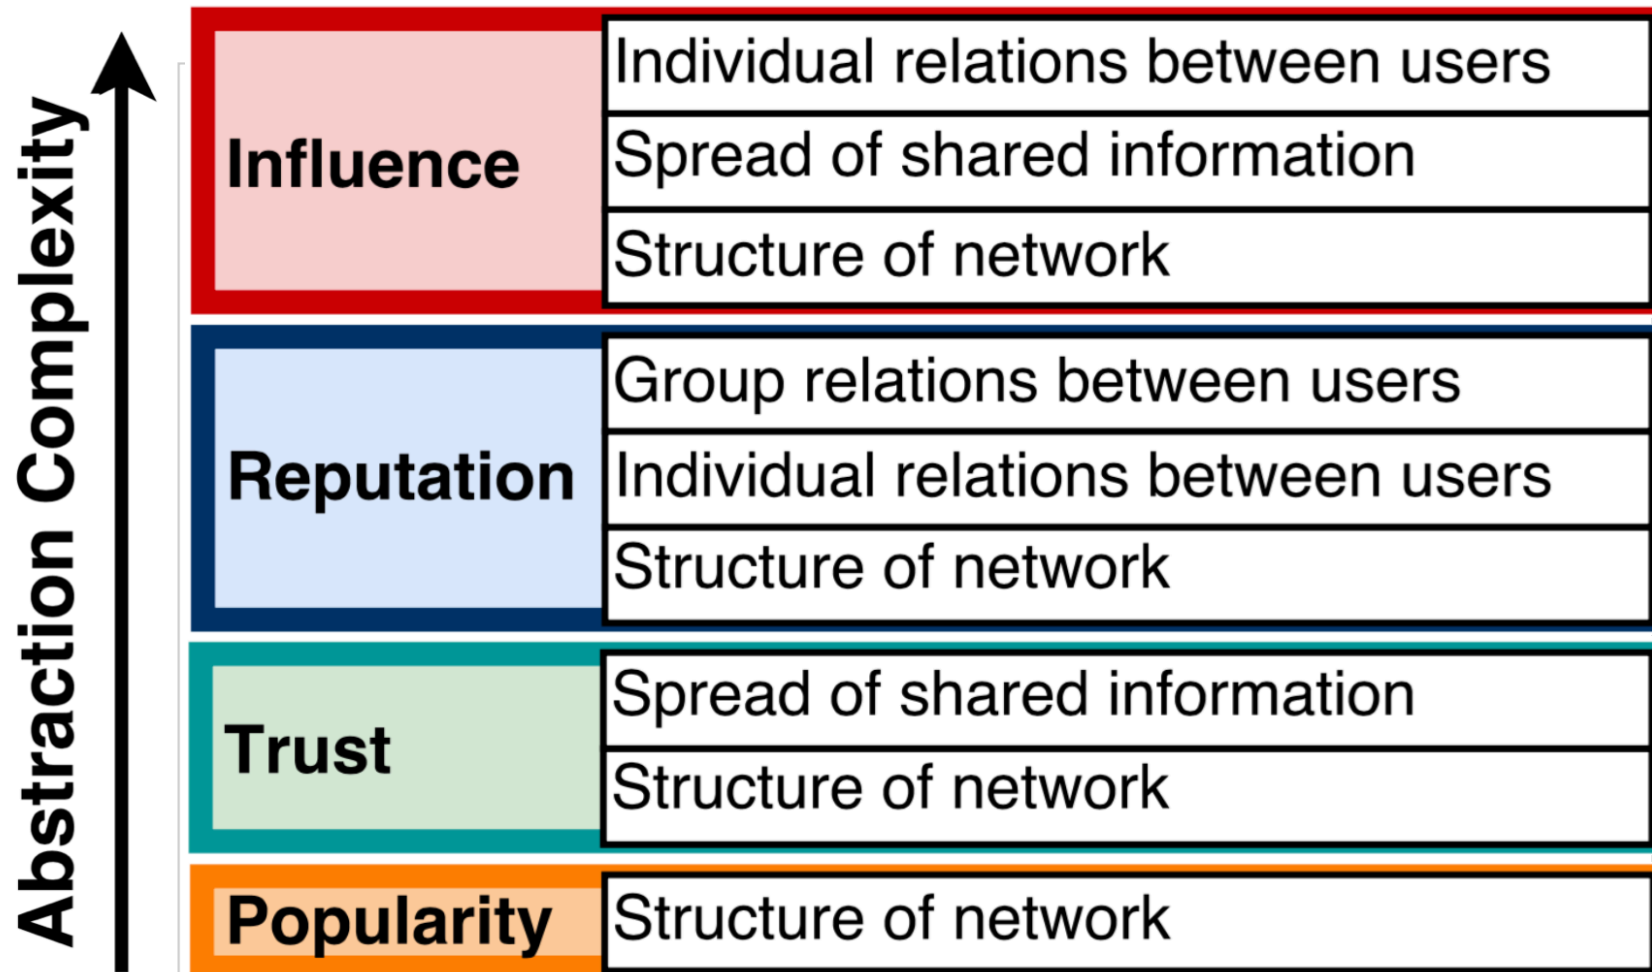 Abstraction Complexity
Influence
Individual relations between users
Spread of shared information
Structure of network
Reputation
Group relations between users
Individual relations between users
Structure of network
Trust
Spread of shared information
Structure of network
Popularity
Structure of network